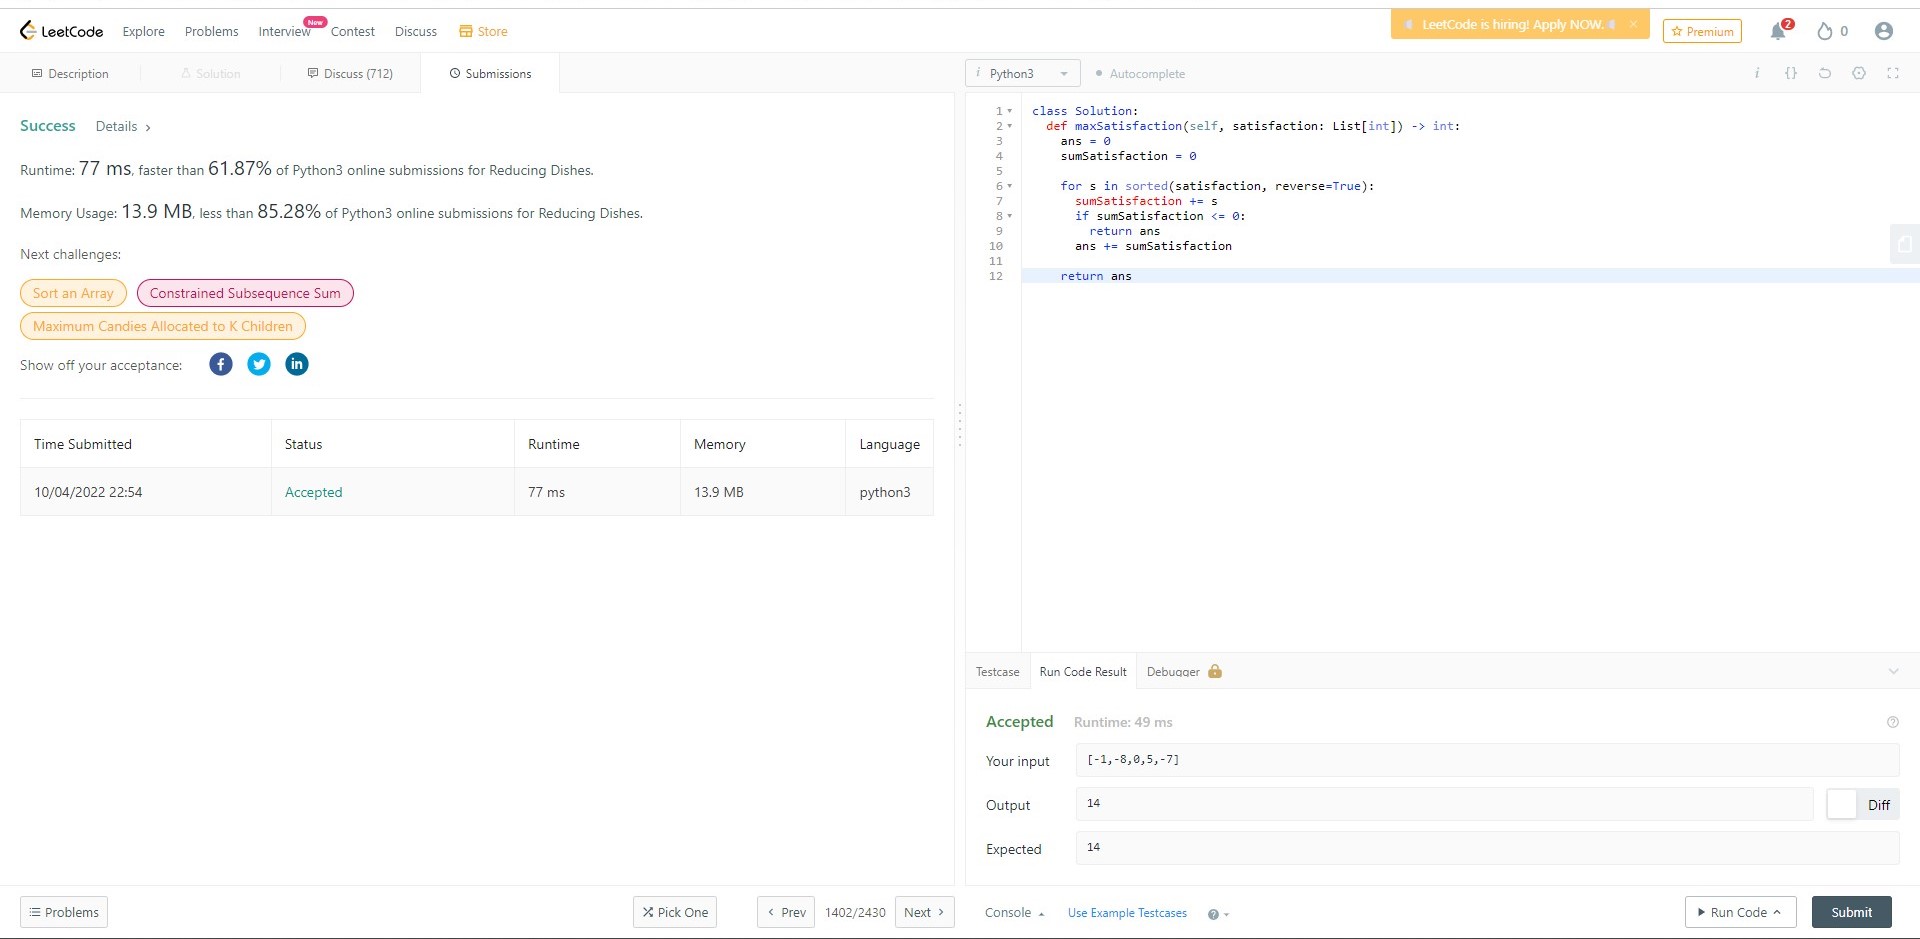 LeetCode Explore Problems Interview New Contest Discuss Store LeetCode is hiring! Apply NOW. × Premium 2 0
Description Solution Discuss (712) Submissions
i Python3 Autocomplete i {}
Success Details >
Runtime: 77 ms, faster than 61.87% of Python3 online submissions for Reducing Dishes.
Memory Usage: 13.9 MB, less than 85.28% of Python3 online submissions for Reducing Dishes.
Next challenges:
Sort an Array Constrained Subsequence Sum
Maximum Candies Allocated to K Children
Show off your acceptance: f in
Time Submitted Status Runtime Memory Language
10/04/2022 22:54 Accepted 77 ms 13.9 MB python3
1 class Solution:
2 def maxSatisfaction(self, satisfaction: List[int]) -> int:
3 ans = 0
4 sumSatisfaction = 0
5
6 for s in sorted(satisfaction, reverse=True):
7 sumSatisfaction += s
8 if sumSatisfaction <= 0:
9 return ans
10 ans += sumSatisfaction
11
12 return ans
Testcase Run Code Result Debugger
Accepted Runtime: 49 ms ?
Your input [-1,-8,0,5,-7]
Output 14 Diff
Expected 14
Problems Pick One < Prev 1402/2430 Next >
Console Use Example Testcases ? Run Code Submit